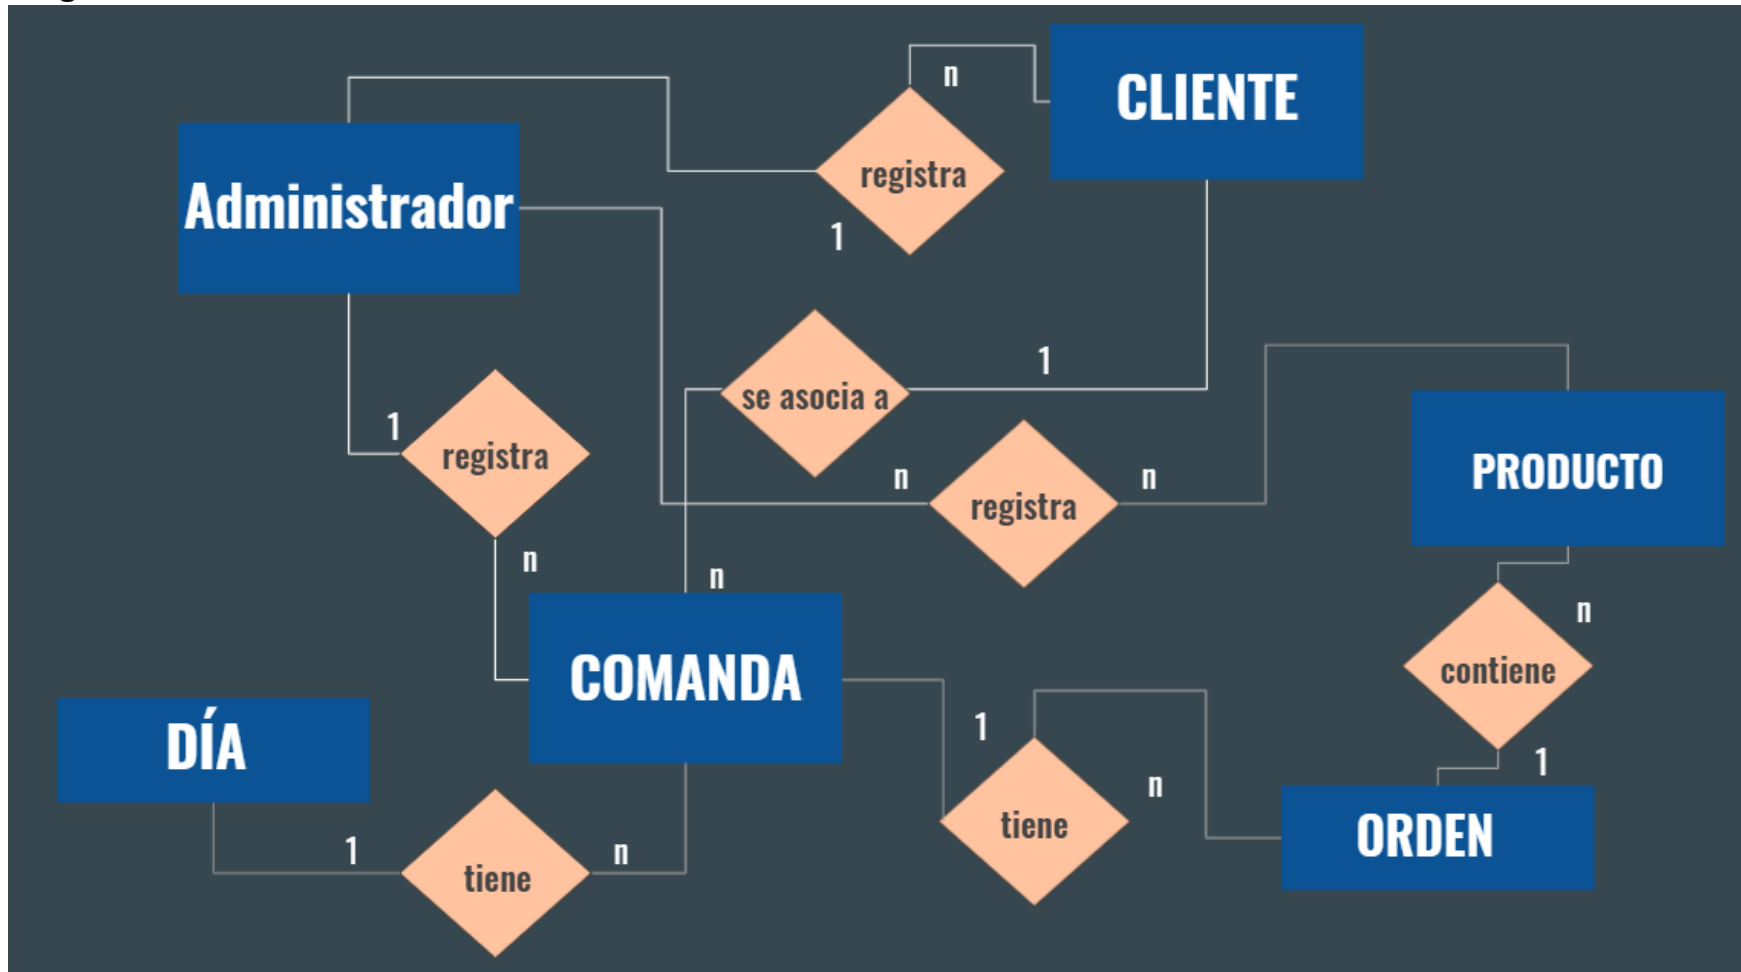 CLIENTE
n
registra
1
Administrador
se asocia a
1
1
registra
n
registra
n
PRODUCTO
n
n
contiene
n
COMANDA
DÍA
1
n
tiene
1
ORDEN
1
n
tiene